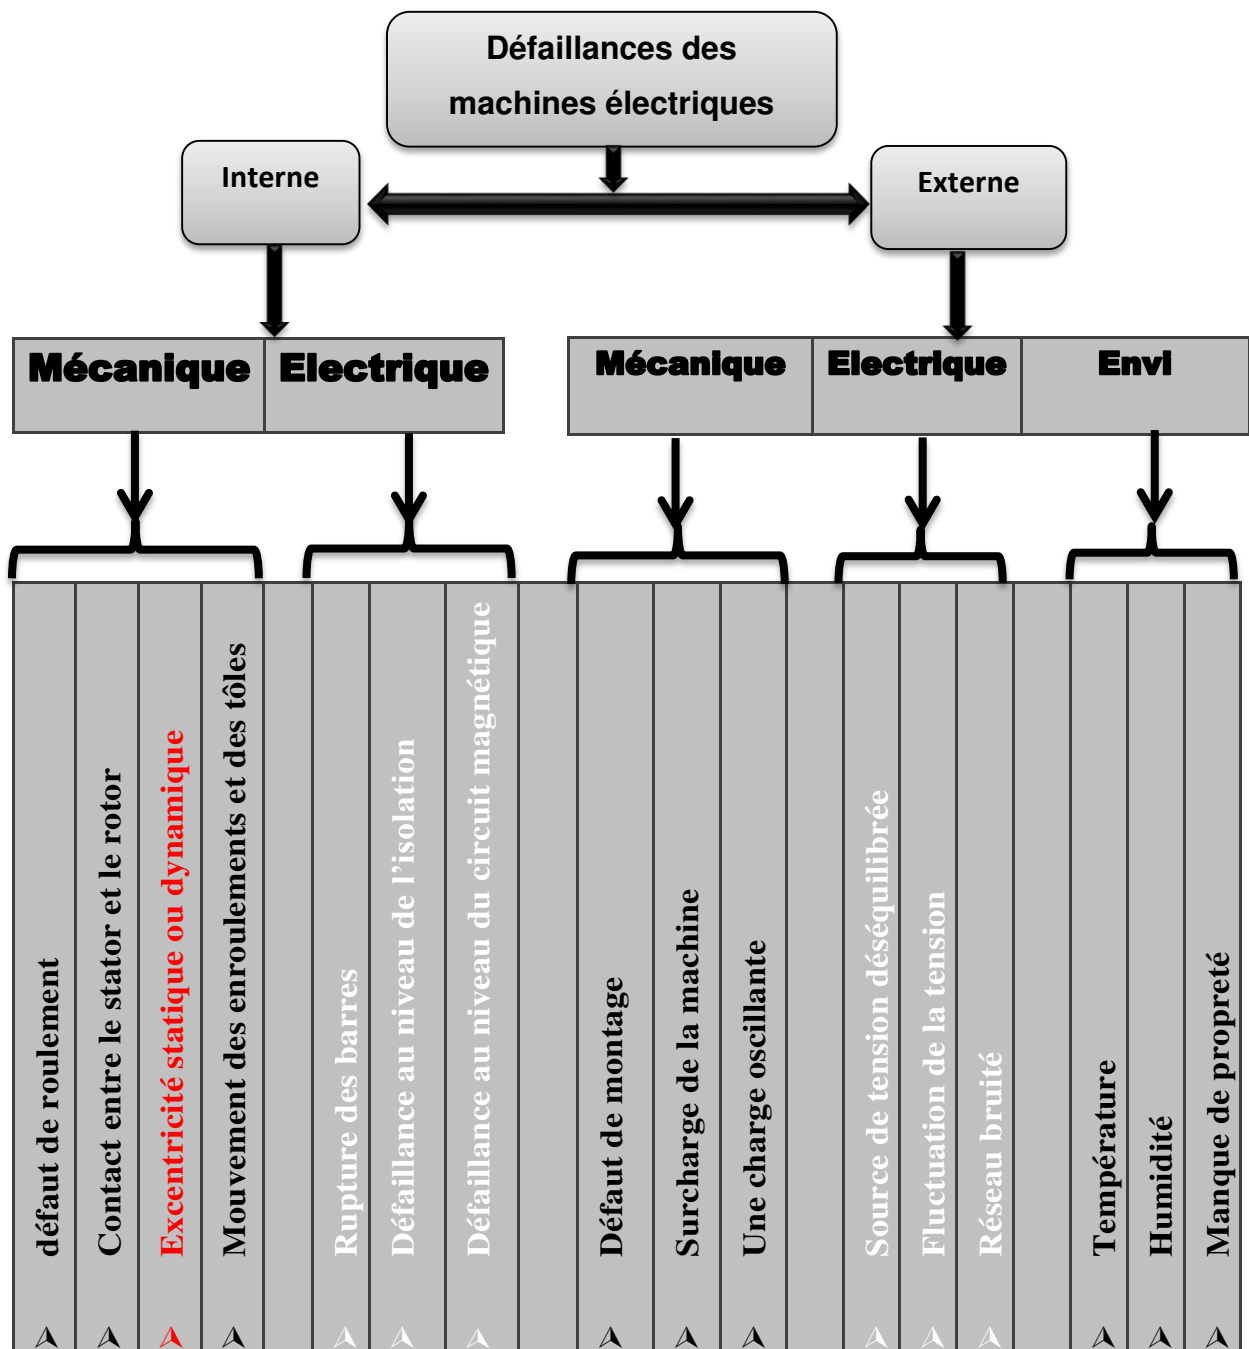 Défaillances des
machines électriques
Interne
Externe
Mécanique
Electrique
Mécanique
Electrique
Envi
défaut de roulement
Contact entre le stator et le rotor
Excentricité statique ou dynamique
Mouvement des enroulements et des tôles
Rupture des barres
Défaillance au niveau de l’isolation
Défaillance au niveau du circuit magnétique
Défaut de montage
Surcharge de la machine
Une charge oscillante
Source de tension déséquilibrée
Fluctuation de la tension
Réseau bruité
Température
Humidité
Manque de propreté